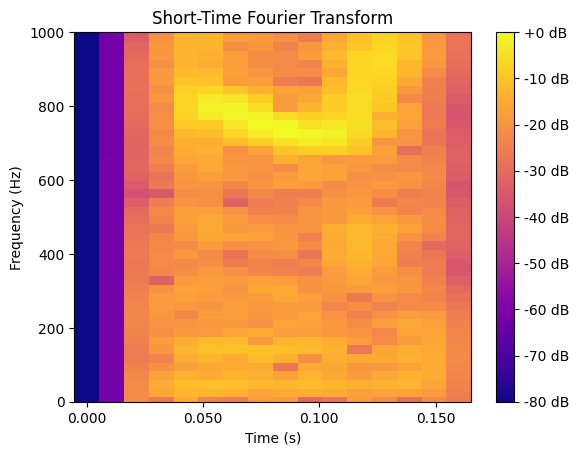 Short-Time Fourier Transform
1000
800
600
400
200
0
Frequency (Hz)
0.000
0.050
0.100
0.150
Time (s)
+0 dB
-10 dB
-20 dB
-30 dB
-40 dB
-50 dB
-60 dB
-70 dB
-80 dB